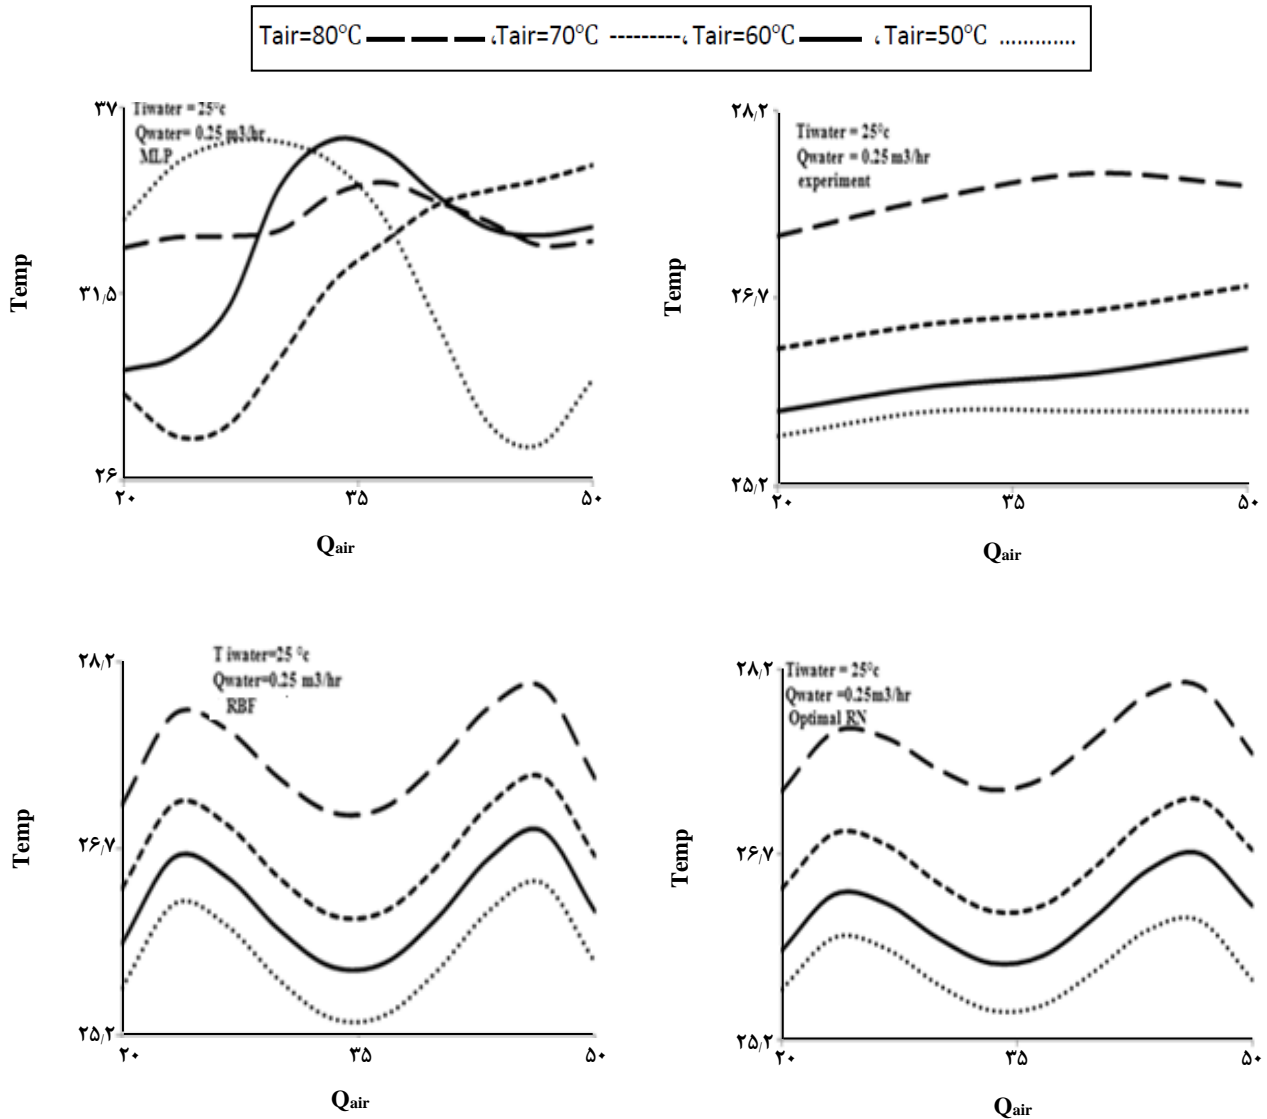 Tair=80°C ،Tair=70°C ---------، Tair=60°C ، Tair=50°C .............
Tiwater = 25°c
Qwater= 0.25 m3/hr
MLP
۳۷
۳۱٫۵
۲۶
۲۰ ۳۵ ۵۰
Temp
Qair
Tiwater = 25°c
Qwater = 0.25 m3/hr
experiment
۲۸٫۲
۲۶٫۷
۲۵٫۲
۲۰ ۳۵ ۵۰
Temp
Qair
T iwater=25 °c
Qwater=0.25 m3/hr
RBF
۲۸٫۲
۲۶٫۷
۲۵٫۲
۲۰ ۳۵ ۵۰
Temp
Qair
Tiwater = 25°c
Qwater =0.25m3/hr
Optimal RN
۲۸٫۲
۲۶٫۷
۲۵٫۲
۲۰ ۳۵ ۵۰
Temp
Qair